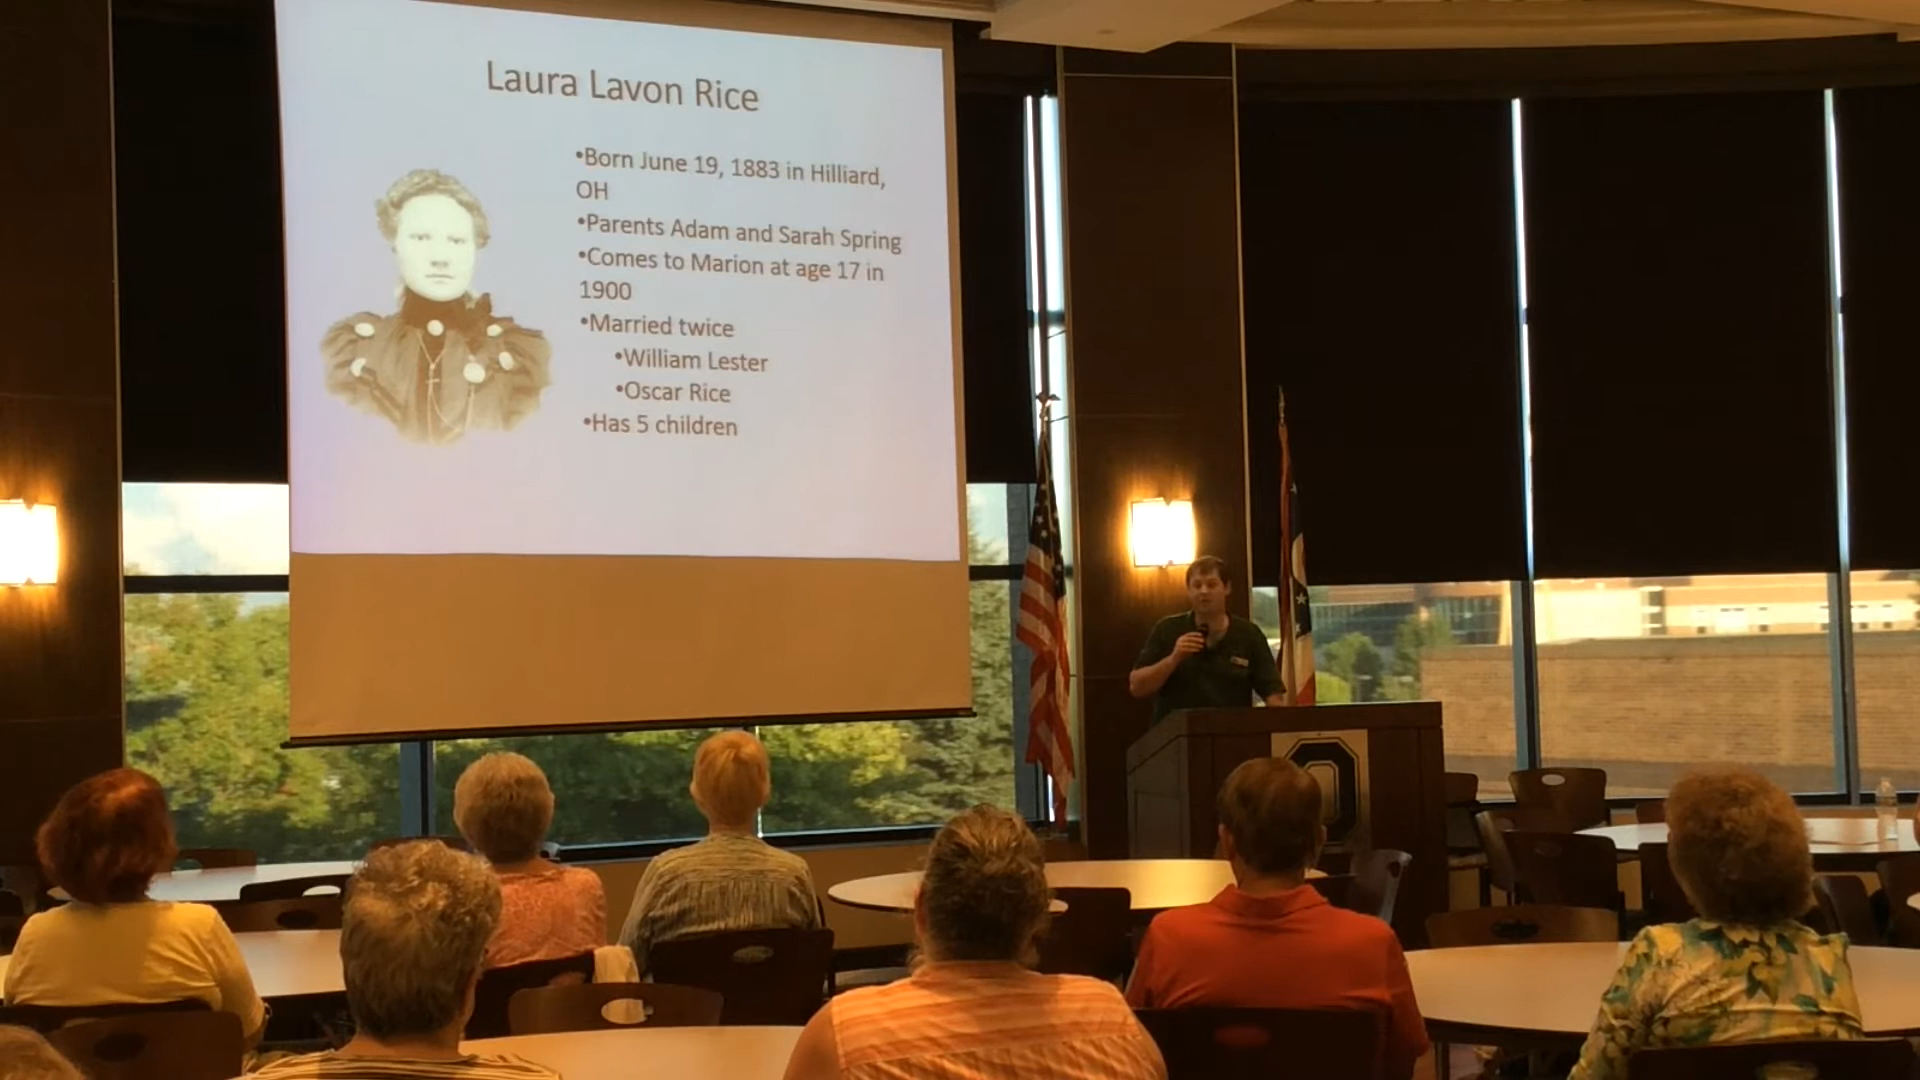 Laura Lavon Rice
•Born June 19, 1883 in Hilliard,
OH
•Parents Adam and Sarah Spring
•Comes to Marion at age 17 in
1900
•Married twice
•William Lester
•Oscar Rice
•Has 5 children
O